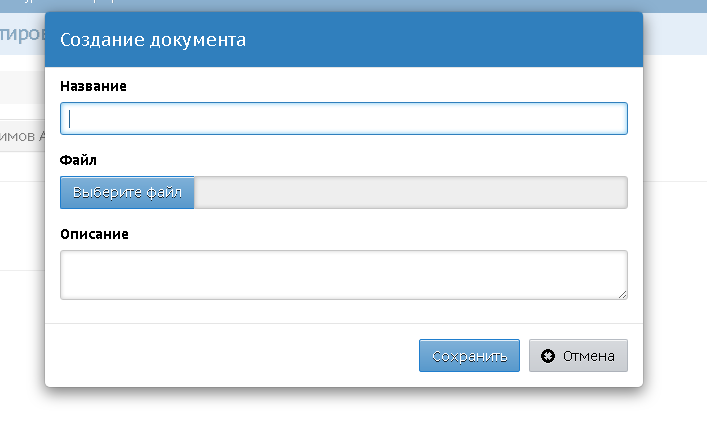 Создание документа
Название
Файл
Выберите файл
Описание
Сохранить
Отмена